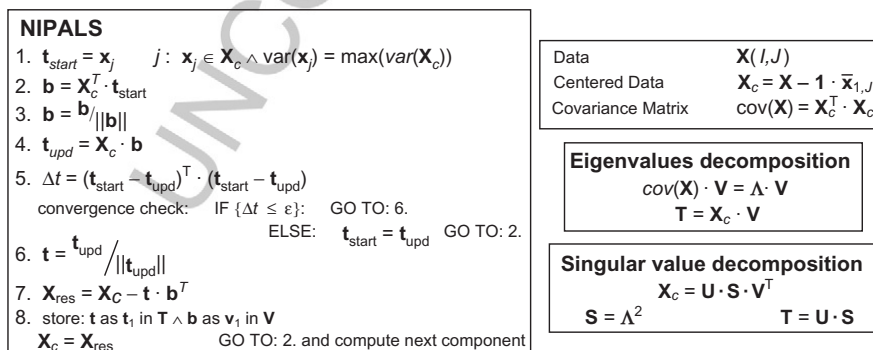 NIPALS
1. t_start = x_j j : x_j ∈ X_c ∧ var(x_j) = max(var(X_c))
2. b = X_c^T · t_start
3. b = b/||b||
4. t_upd = X_c · b
5. Δt = (t_start – t_upd)^T · (t_start – t_upd)
convergence check: IF {Δt ≤ ε}: GO TO: 6.
ELSE: t_start = t_upd GO TO: 2.
6. t = t_upd/||t_upd||
7. X_res = X_C – t · b^T
8. store: t as t_1 in T ∧ b as v_1 in V
X_c = X_res GO TO: 2. and compute next component
Data X(I,J)
Centered Data X_c = X – 1 · x̄_1,J
Covariance Matrix cov(X) = X_c^T · X_c
Eigenvalues decomposition
cov(X) · V = Λ · V
T = X_c · V
Singular value decomposition
X_c = U · S · V^T
S = Λ^2 T = U · S
UNC